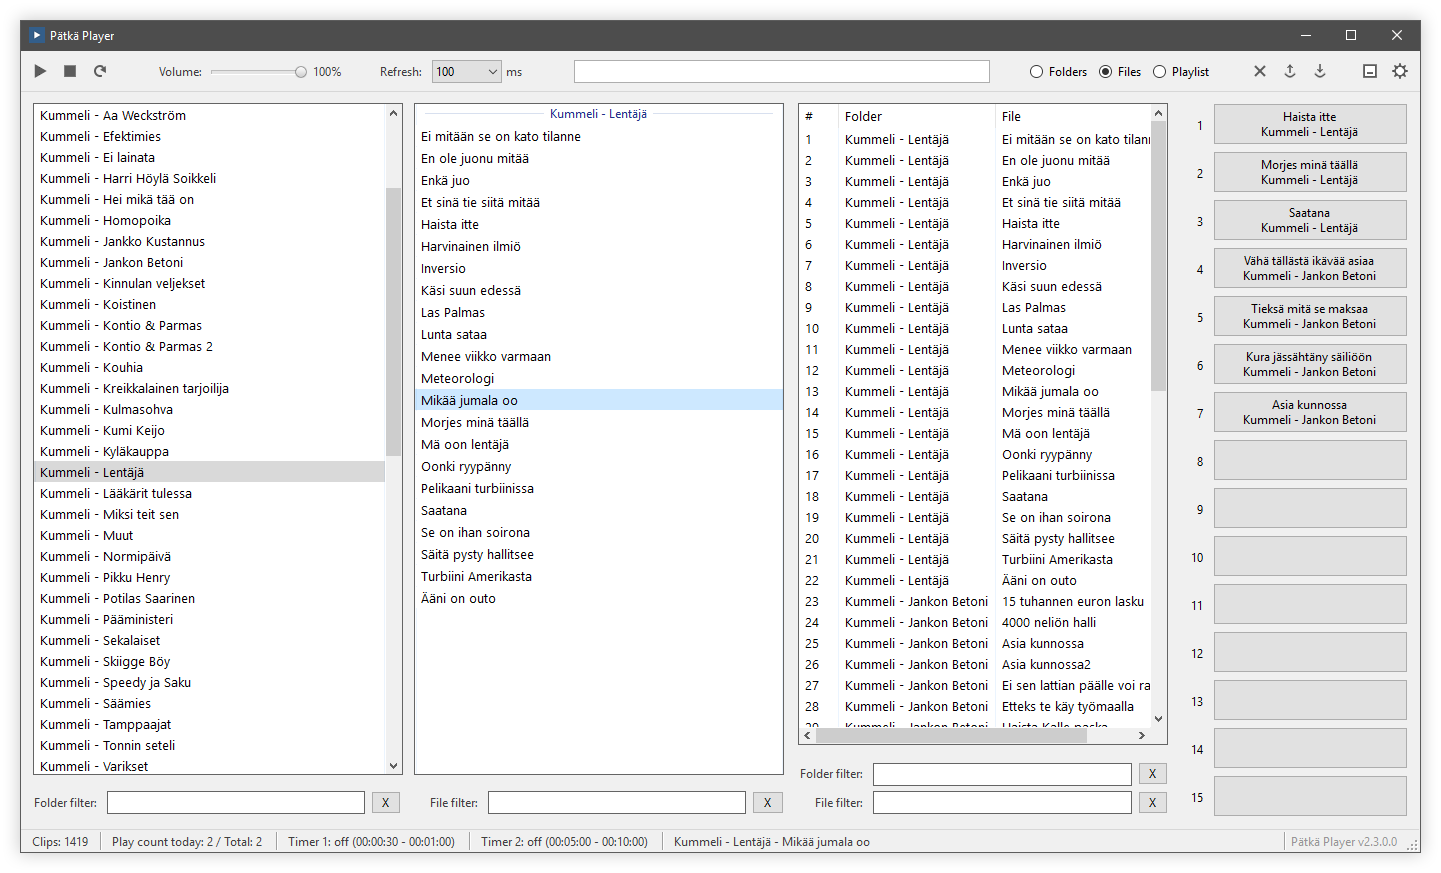 Pätkä Player
Volume: 100% Refresh: 100 ms Folders Files Playlist
Kummeli - Aa Weckström
Kummeli - Efektimies
Kummeli - Ei lainata
Kummeli - Harri Höylä Soikkeli
Kummeli - Hei mikä tää on
Kummeli - Homopoika
Kummeli - Jankko Kustannus
Kummeli - Jankon Betoni
Kummeli - Kinnulan veljekset
Kummeli - Koistinen
Kummeli - Kontio & Parmas
Kummeli - Kontio & Parmas 2
Kummeli - Kouhia
Kummeli - Kreikkalainen tarjoilija
Kummeli - Kulmasohva
Kummeli - Kumi Keijo
Kummeli - Kyläkauppa
Kummeli - Lentäjä
Kummeli - Lääkärit tulessa
Kummeli - Miksi teit sen
Kummeli - Muut
Kummeli - Normipäivä
Kummeli - Pikku Henry
Kummeli - Potilas Saarinen
Kummeli - Pääministeri
Kummeli - Sekalaiset
Kummeli - Skiigge Böy
Kummeli - Speedy ja Saku
Kummeli - Säämies
Kummeli - Tamppaajat
Kummeli - Tonnin seteli
Kummeli - Varikset
Folder filter: X
Kummeli - Lentäjä
Ei mitään se on kato tilanne
En ole juonu mitää
Enkä juo
Et sinä tie siitä mitää
Haista itte
Harvinainen ilmiö
Inversio
Käsi suun edessä
Las Palmas
Lunta sataa
Menee viikko varmaan
Meteorologi
Mikää jumala oo
Morjes minä täällä
Mä oon lentäjä
Oonki ryypänny
Pelikaani turbiinissa
Saatana
Se on ihan soirona
Säitä pysty hallitsee
Turbiini Amerikasta
Ääni on outo
File filter: X
# Folder File
1 Kummeli - Lentäjä Ei mitään se on kato tilann
2 Kummeli - Lentäjä En ole juonu mitää
3 Kummeli - Lentäjä Enkä juo
4 Kummeli - Lentäjä Et sinä tie siitä mitää
5 Kummeli - Lentäjä Haista itte
6 Kummeli - Lentäjä Harvinainen ilmiö
7 Kummeli - Lentäjä Inversio
8 Kummeli - Lentäjä Käsi suun edessä
9 Kummeli - Lentäjä Las Palmas
10 Kummeli - Lentäjä Lunta sataa
11 Kummeli - Lentäjä Menee viikko varmaan
12 Kummeli - Lentäjä Meteorologi
13 Kummeli - Lentäjä Mikää jumala oo
14 Kummeli - Lentäjä Morjes minä täällä
15 Kummeli - Lentäjä Mä oon lentäjä
16 Kummeli - Lentäjä Oonki ryypänny
17 Kummeli - Lentäjä Pelikaani turbiinissa
18 Kummeli - Lentäjä Saatana
19 Kummeli - Lentäjä Se on ihan soirona
20 Kummeli - Lentäjä Säitä pysty hallitsee
21 Kummeli - Lentäjä Turbiini Amerikasta
22 Kummeli - Lentäjä Ääni on outo
23 Kummeli - Jankon Betoni 15 tuhannen euron lasku
24 Kummeli - Jankon Betoni 4000 neliön halli
25 Kummeli - Jankon Betoni Asia kunnossa
26 Kummeli - Jankon Betoni Asia kunnossa2
27 Kummeli - Jankon Betoni Ei sen lattian päälle voi ra
28 Kummeli - Jankon Betoni Etteks te käy työmaalla
29 Kummeli - Jankon Betoni Haista Kalle paska
Folder filter: X
File filter: X
1 Haista itte
Kummeli - Lentäjä
2 Morjes minä täällä
Kummeli - Lentäjä
3 Saatana
Kummeli - Lentäjä
4 Vähä tällästä ikävää asiaa
Kummeli - Jankon Betoni
5 Tieksä mitä se maksaa
Kummeli - Jankon Betoni
6 Kura jässähtäny säiliöön
Kummeli - Jankon Betoni
7 Asia kunnossa
Kummeli - Jankon Betoni
8
9
10
11
12
13
14
15
Clips: 1419 Play count today: 2 / Total: 2 Timer 1: off (00:00:30 - 00:01:00) Timer 2: off (00:05:00 - 00:10:00) Kummeli - Lentäjä - Mikää jumala oo Pätkä Player v2.3.0.0